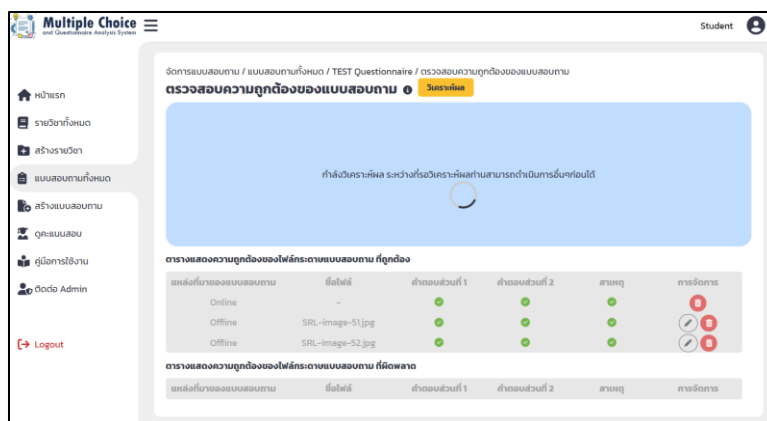 Multiple Choice
and Questionnaire Analysis System
Student
จัดการแบบสอบถาม / แบบสอบถามทั้งหมด / TEST Questionnaire / ตรวจสอบความถูกต้องของแบบสอบถาม
ตรวจสอบความถูกต้องของแบบสอบถาม วิเคราะห์ผล
หน้าแรก
รายวิชาทั้งหมด
สร้างรายวิชา
แบบสอบถามทั้งหมด
สร้างแบบสอบถาม
ดูคะแนนสอบ
คู่มือการใช้งาน
ติดต่อ Admin
Logout
กำลังวิเคราะห์ผล ระหว่างที่รอวิเคราะห์ผลท่านสามารถดำเนินการอื่นๆก่อนได้
ตารางแสดงความถูกต้องของไฟล์กระดาษแบบสอบถาม ที่ถูกต้อง
แหล่งที่มาของแบบสอบถาม ชื่อไฟล์ คำตอบส่วนที่ 1 คำตอบส่วนที่ 2 สาเหตุ การจัดการ
Online -
Offline SRL-image-51.jpg
Offline SRL-image-52.jpg
ตารางแสดงความถูกต้องของไฟล์กระดาษแบบสอบถาม ที่ผิดพลาด
แหล่งที่มาของแบบสอบถาม ชื่อไฟล์ คำตอบส่วนที่ 1 คำตอบส่วนที่ 2 สาเหตุ การจัดการ